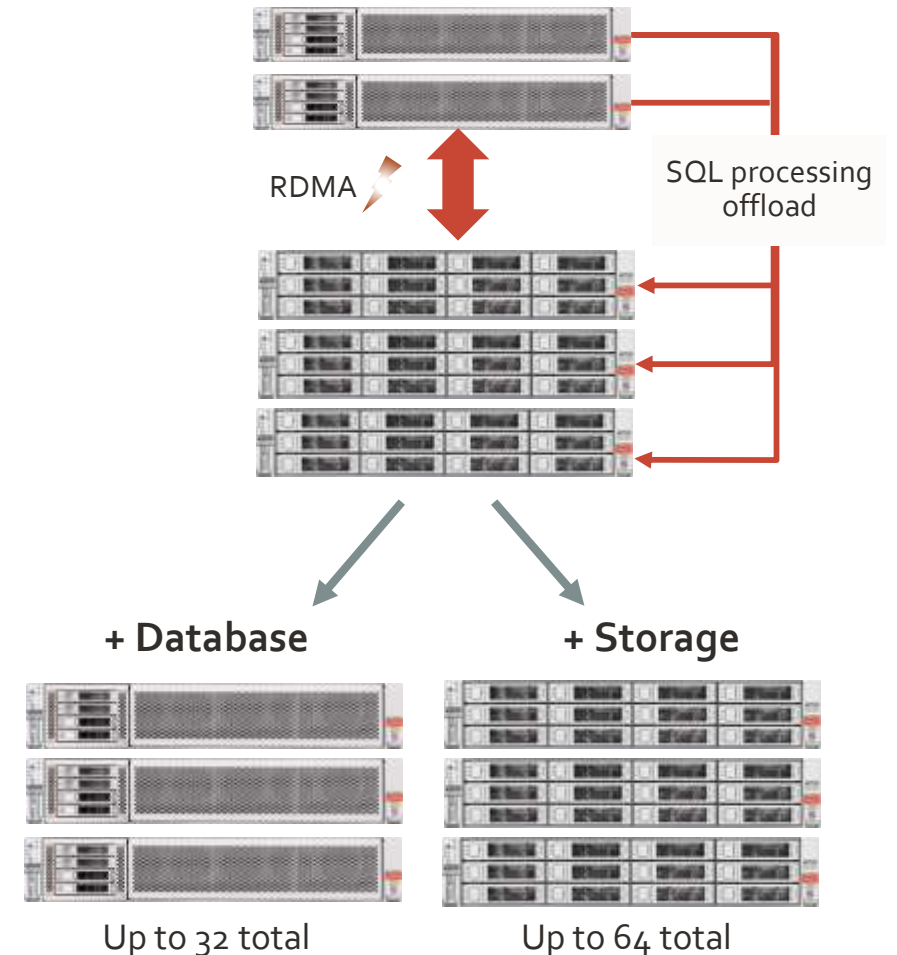 RDMA
SQL processing
offload
+ Database
+ Storage
Up to 32 total
Up to 64 total